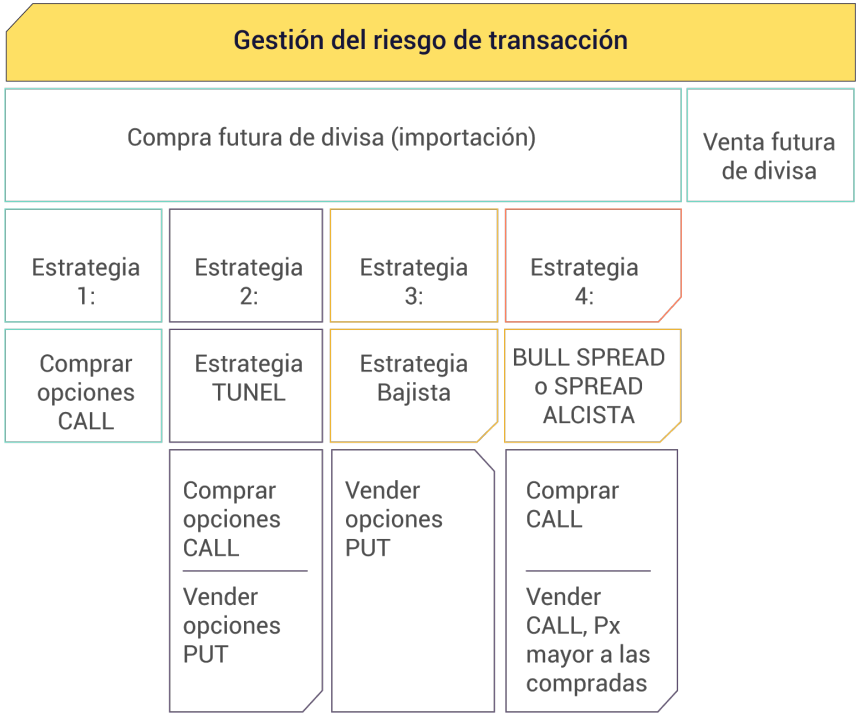 Gestión del riesgo de transacción
Compra futura de divisa (importación)
Venta futura
de divisa
Estrategia
1:
Estrategia
2:
Estrategia
3:
Estrategia
4:
Comprar
opciones
CALL
Estrategia
TUNEL
Estrategia
Bajista
BULL SPREAD
o SPREAD
ALCISTA
Comprar
opciones
CALL
Vender
opciones
PUT
Vender
opciones
PUT
Comprar
CALL
Vender
CALL, Px
mayor a las
compradas